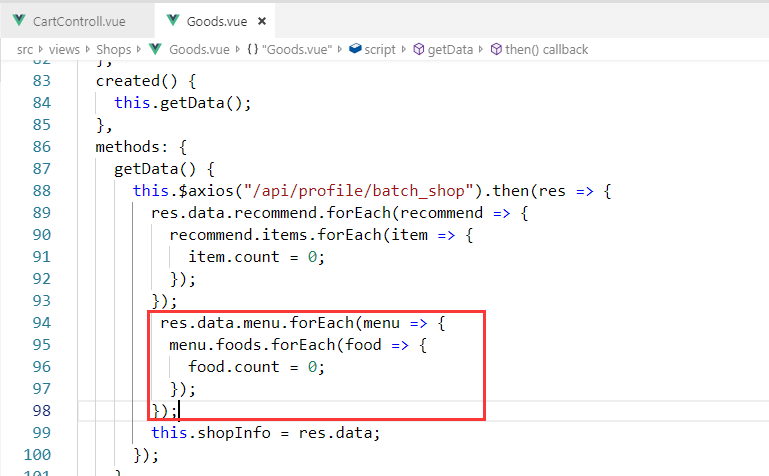 CartControll.vue Goods.vue ×
src > views > Shops > Goods.vue > {} "Goods.vue" > script > getData > then() callback
82 },
83 created() {
84 this.getData();
85 },
86 methods: {
87 getData() {
88 this.$axios("/api/profile/batch_shop").then(res => {
89 res.data.recommend.forEach(recommend => {
90 recommend.items.forEach(item => {
91 item.count = 0;
92 });
93 });
94 res.data.menu.forEach(menu => {
95 menu.foods.forEach(food => {
96 food.count = 0;
97 });
98 });
99 this.shopInfo = res.data;
100 });
101 }